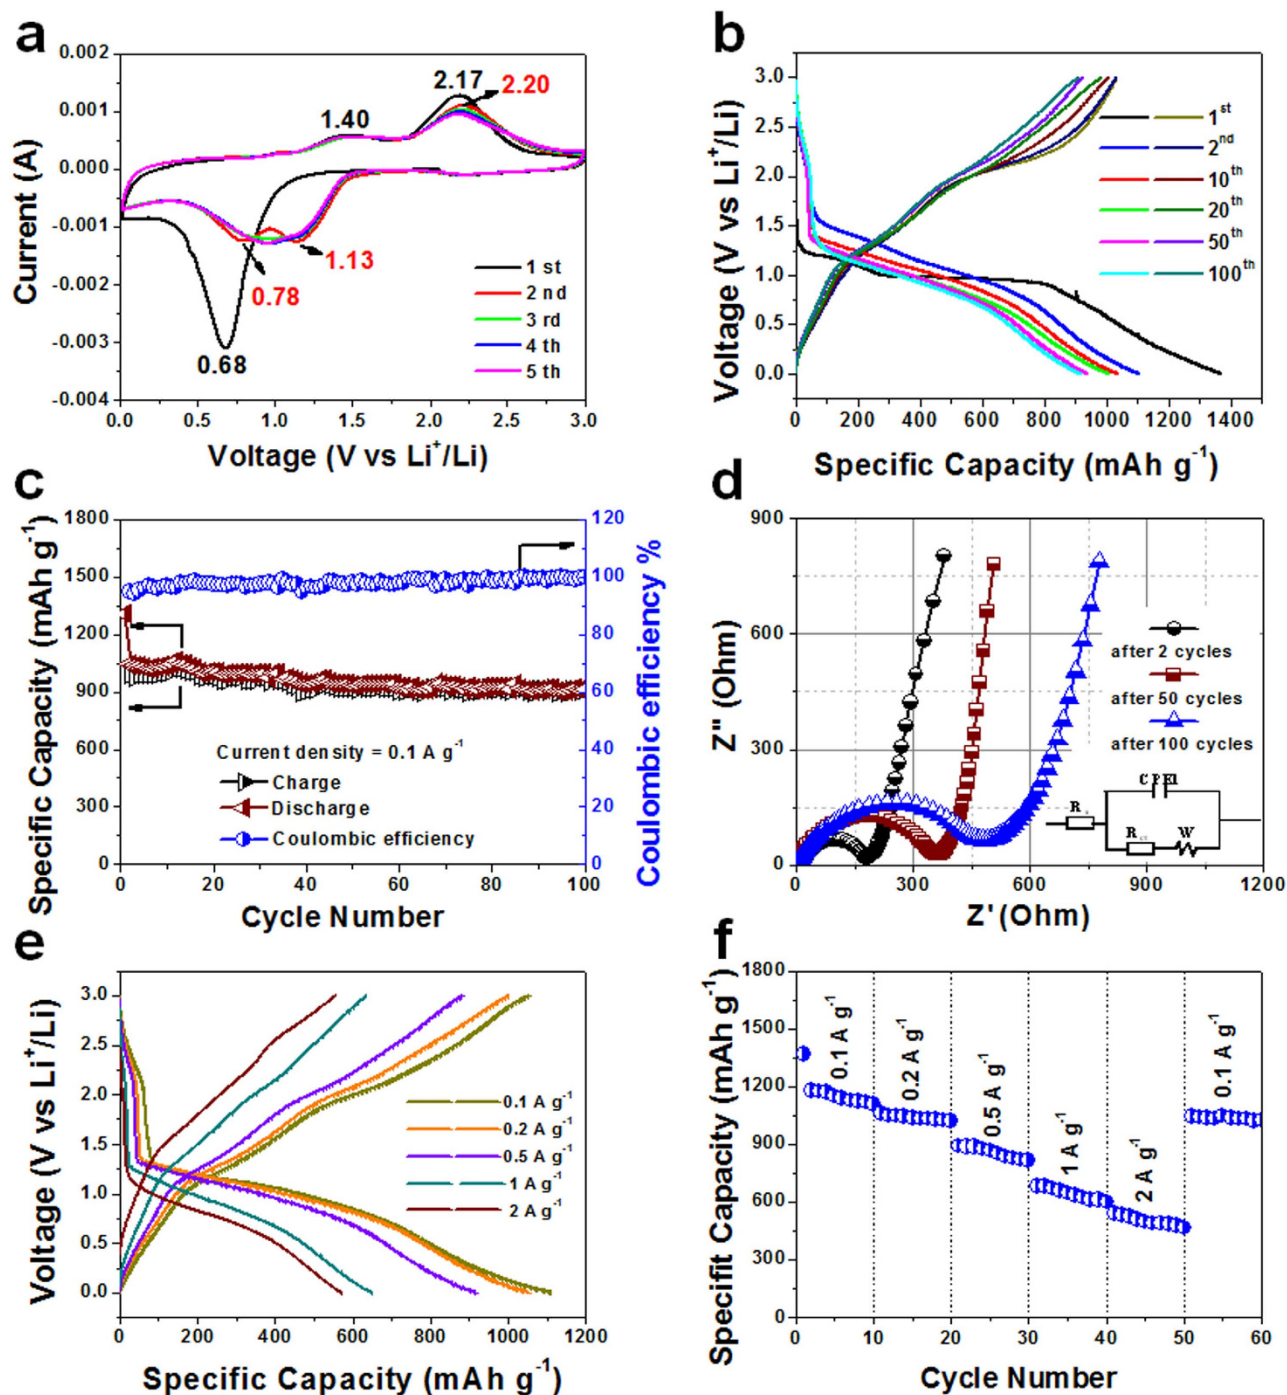 a
0.002
0.001
0.000
-0.001
-0.002
-0.003
-0.004
Current (A)
2.17
2.20
1.40
1.13
0.78
0.68
1 st
2 nd
3 rd
4 th
5 th
0.0 0.5 1.0 1.5 2.0 2.5 3.0
Voltage (V vs Li⁺/Li)
b
3.0
2.5
2.0
1.5
1.0
0.5
0.0
Voltage (V vs Li⁺/Li)
1ˢᵗ
2ⁿᵈ
10ᵗʰ
20ᵗʰ
50ᵗʰ
100ᵗʰ
0 200 400 600 800 1000 1200 1400
Specific Capacity (mAh g⁻¹)
c
1800
1500
1200
900
600
300
0
Specific Capacity (mAh g⁻¹)
120
100
80
60
40
20
0
Coulombic efficiency %
Current density = 0.1 A g⁻¹
Charge
Discharge
Coulombic efficiency
0 20 40 60 80 100
Cycle Number
d
900
600
300
0
Z" (Ohm)
after 2 cycles
after 50 cycles
after 100 cycles
CPE1
R
R
W
0 300 600 900 1200
Z' (Ohm)
e
3.0
2.5
2.0
1.5
1.0
0.5
0.0
Voltage (V vs Li⁺/Li)
0.1 A g⁻¹
0.2 A g⁻¹
0.5 A g⁻¹
1 A g⁻¹
2 A g⁻¹
0 200 400 600 800 1000 1200
Specific Capacity (mAh g⁻¹)
f
1800
1500
1200
900
600
300
0
Specifit Capacity (mAh g⁻¹)
0.1 A g⁻¹
0.2 A g⁻¹
0.5 A g⁻¹
1 A g⁻¹
2 A g⁻¹
0.1 A g⁻¹
0 10 20 30 40 50 60
Cycle Number